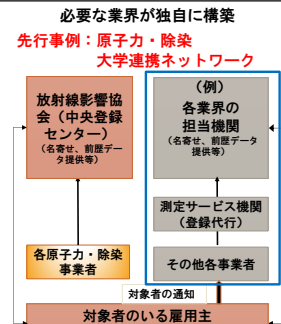 必要な業界が独自に構築
先行事例：原子力・除染
大学連携ネットワーク
放射線影響協
会（中央登録
センター）
（名寄せ、前歴デー
タ提供等）
（例）
各業界の
担当機関
（名寄せ、前歴データ
提供等）
測定サービス機関
（登録代行）
各原子力・除染
事業者
その他各事業者
対象者の通知
対象者のいる雇用主